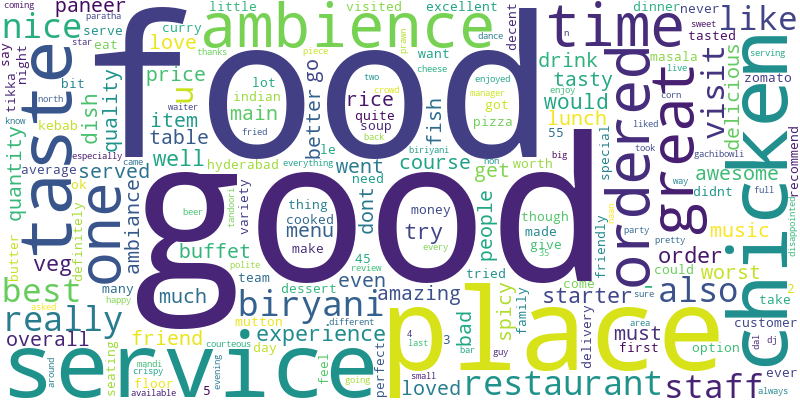 coming
paratha
little
visited
excellent
dinner
never
paneer
nice
say
star
serve
curry
ambience
decent
time
sweet
like
tasted
night
eat
love
thanks
want
dance
n
masala
zomato
tikka
bit
price
lot
go
piece
prawn
drink
live
visit
serving
taste
food
u
indian
rice
two
crowd
cheese
enjoyed
manager
got
tasty
enjoy
corn
ordered
great
delicious
north
dish
quality
item
main
better
quite
soup
fish
pizza
would
lunch
liked
chicken
know
kebab
waiter
table
fried
back
55
special
took
gachibowli
recommend
especially
came
le
everything
biriyani
non
big
way
average
served
well
hyderabad
went
course
get
worth
awesome
full
quantity
ok
one
ambiance
tandoori
variety
need
dont
people
didnt
good
thing
cooked
menu
make
money
try
though
made
give
naan
friendly
party
pretty
music
disappointed
butter
definitely
beer
buffet
45
every
35
order
veg
polite
review
tried
come
could
worst
many
team
dessert
even
amazing
spicy
family
starter
also
sure
2
best
happy
much
biryani
take
really
asked
mutton
different
place
bad
delivery
must
area
customer
overall
friend
experience
perfect
4
last
3
first
option
dal
dj
service
courteous
day
feel
bar
guy
around
seating
mandi
crispy
floor
available
5
evening
going
small
loved
restaurant
staff
ever
always